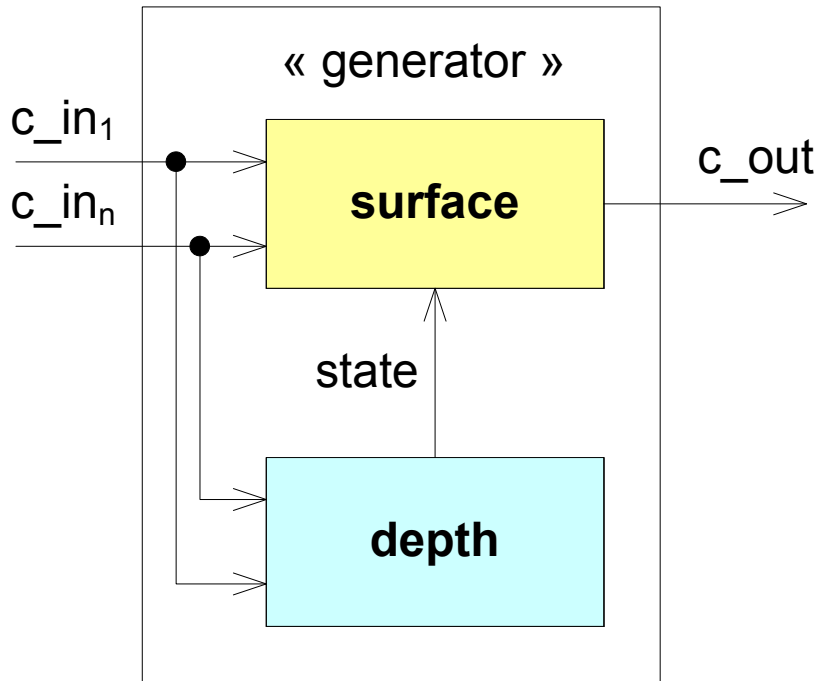 « generator »
c_in₁
c_inₙ
surface
c_out
state
depth